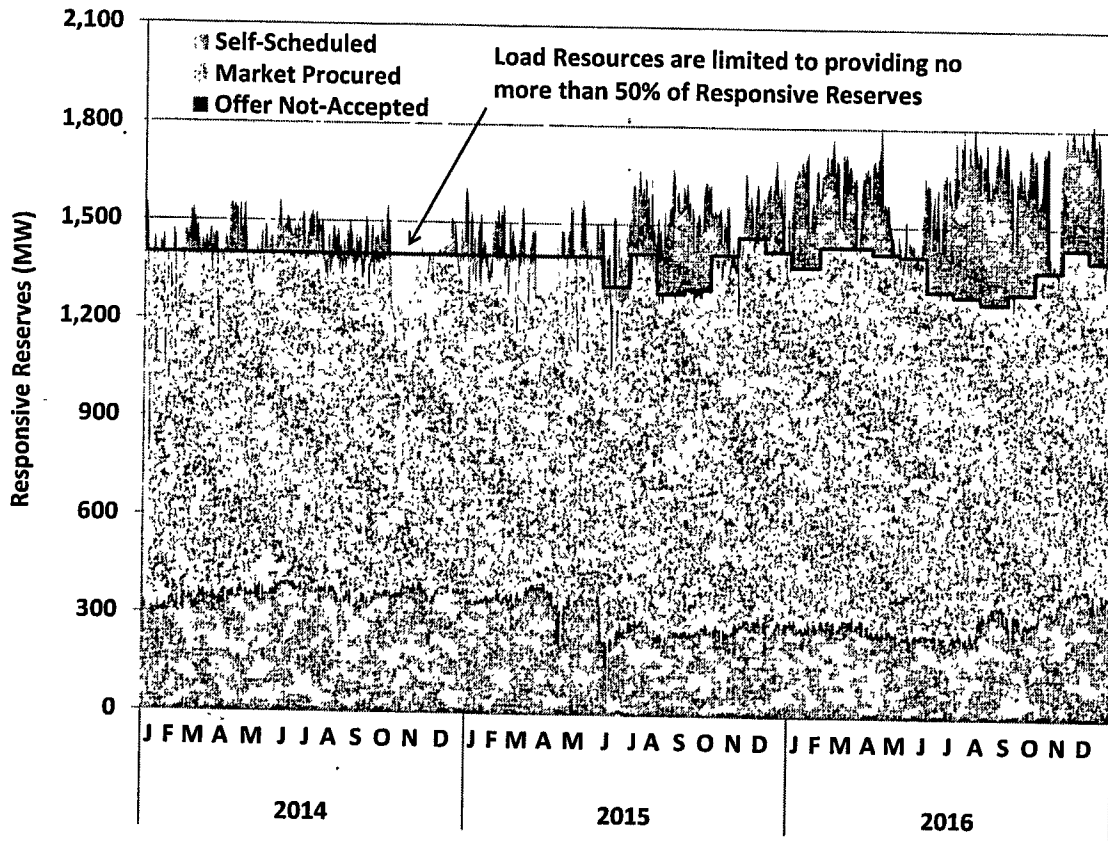 2,100
1,800
1,500
1,200
900
600
300
0
Responsive Reserves (MW)
Self-Scheduled
Market Procured
Offer Not-Accepted
Load Resources are limited to providing no
more than 50% of Responsive Reserves
J F M A M J J A S O N D J F M A M J J A S O N D J F M A M J J A S O N D
2014 2015 2016